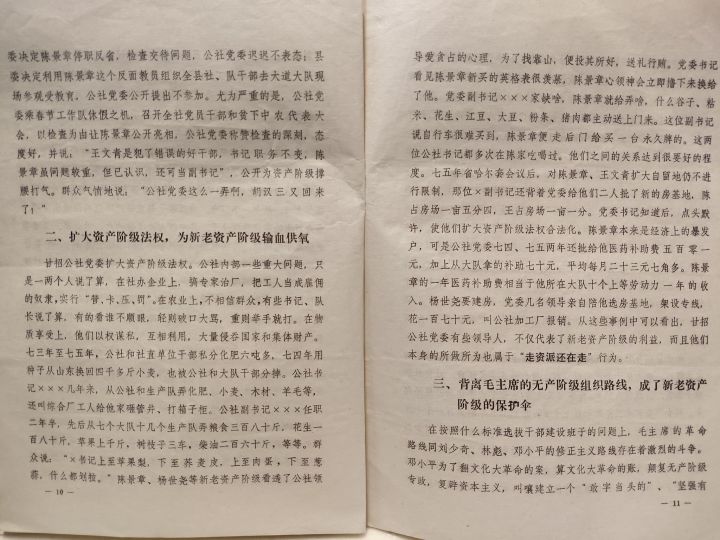 委决定陈景章停职反省，检查交待问题，公社党委迟迟不表态；县
委决定利用陈景章这个反面教员组织全县社、队干部去大道大队现
场参观受教育，公社党委公开提出不参加。尤为严重的是，公社党
委乘春节工作队休假之机，召开全社党员干部和贫下中农代表大
会，以检查为由让陈景章公开亮相，公社党委称赞检查的深刻，态
度好，并说：“王文青是犯了错误的好干部，书记职务不变，陈
景章虽问题较重，但已认识，还可当副书记”，公开为资产阶级撑
腰打气。群众气愤地说：“公社党委这么一弄啊，胡汉三又回来
了！”
二、扩大资产阶级法权，为新老资产阶级输血供氧
甘招公社党委扩大资产阶级法权。公社内部一些重大问题，只
是一两个人说了算，在社办企业上，搞专家治厂，把工人当成雇佣
的奴隶，实行“管、卡、压、罚”。在农业上，不相信群众，有些书记、队
长说了算，有的看谁不顺眼，轻则破口大骂，重则举手就打。在物
质享受上，他们以权谋私，互相利用，大量侵吞国家和集体财产。
七三年至七五年，公社和社直单位干部私分化肥六吨多，七四年用
种子从山东换回四千多斤小麦，也被公社和大队干部分掉。公社书
记×××几年来，从公社和生产队弄化肥、小麦、木材、羊毛等，
还叫综合厂工人给他家砸管井、打箱子柜。公社副书记×××任职
二年半，先后从七个大队十几个生产队弄粮食三百八十斤，花生一
百八十斤，苹果上千斤，树枝子三车，柴油二百六十斤，等等。群
众说：“×书记上至苹果梨，下至荞麦皮，上至肉蛋，下至葱
蒜，什么都划拉。”陈景章、杨世尧等新老资产阶级看透了公社领
— 10 —
导爱贪占的心理，为了找靠山，便投其所好，送礼行贿。党委书记
看见陈景章新买的英格表很羡慕，陈景章心领神会立即撸下来换给
了他。党委副书记×××家缺啥，陈景章就给弄啥，什么谷子、粘
米、花生、江豆、大豆、粉条、猪肉都主动送上门来。这位副书记
说自行车很难买到，陈景章便走后门给买一台永久牌的。这两
位公社书记都多次在陈家吃喝过。他们之间的关系达到很要好的程
度。七五年省哈尔套会议后，对陈景章、王文青扩大自留地仍不进
行限制，那位×副书记还背着党委给他们二人批了新的房基地，陈
占房场一亩五分四，王占房场一亩一分。党委书记知道后，点头默
许，使他们扩大资产阶级法权合法化。陈景章本来是经济上的暴发
户，可是公社党委七四、七五两年还批给他医药补助费五百零一
元，加上从大队拿的补助七十元，平均每月二十三元七角多。陈景
章的一年医药补助费相当于他所在大队十个上等劳动力一年的收
入。杨世尧要建房，党委几名领导亲自陪他选房基地，架设专线，
花一百七十元，叫公社加工厂报销。从这些事例中可以看出，甘招
公社党委有些领导人，不仅代表了新老资产阶级的利益，而且他们
本身的所做所为也属于“走资派还在走”行为。
三、背离毛主席的无产阶级组织路线，成了新老资产
阶级的保护伞
在按照什么标准选拔干部建设班子的问题上，毛主席的革命
路线同刘少奇、林彪、邓小平的修正主义路线存在着激烈的斗争。
邓小平为了翻文化大革命的案，算文化大革命的账，颠复无产阶级
专政，复辟资本主义，叫嚷建立一个“敢字当头的”、“坚强有
— 11 —